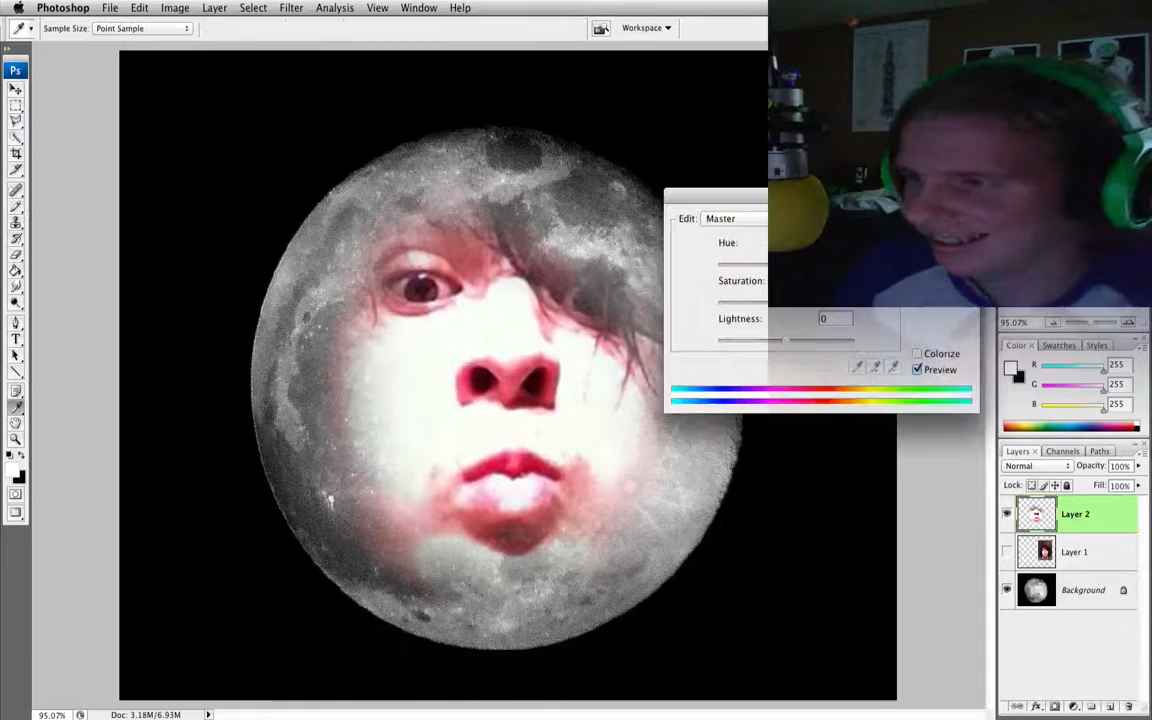 Photoshop File Edit Image Layer Select Filter Analysis View Window Help
Sample Size: Point Sample Workspace
Ps
Edit: Master
Hue:
Saturation:
Lightness: 0
Colorize
Preview
95.07%
Color Swatches Styles
R 255
G 255
B 255
Layers Channels Paths
Normal Opacity: 100%
Lock: Fill: 100%
Layer 2
Layer 1
Background
95.07% Doc: 3.18M/6.93M